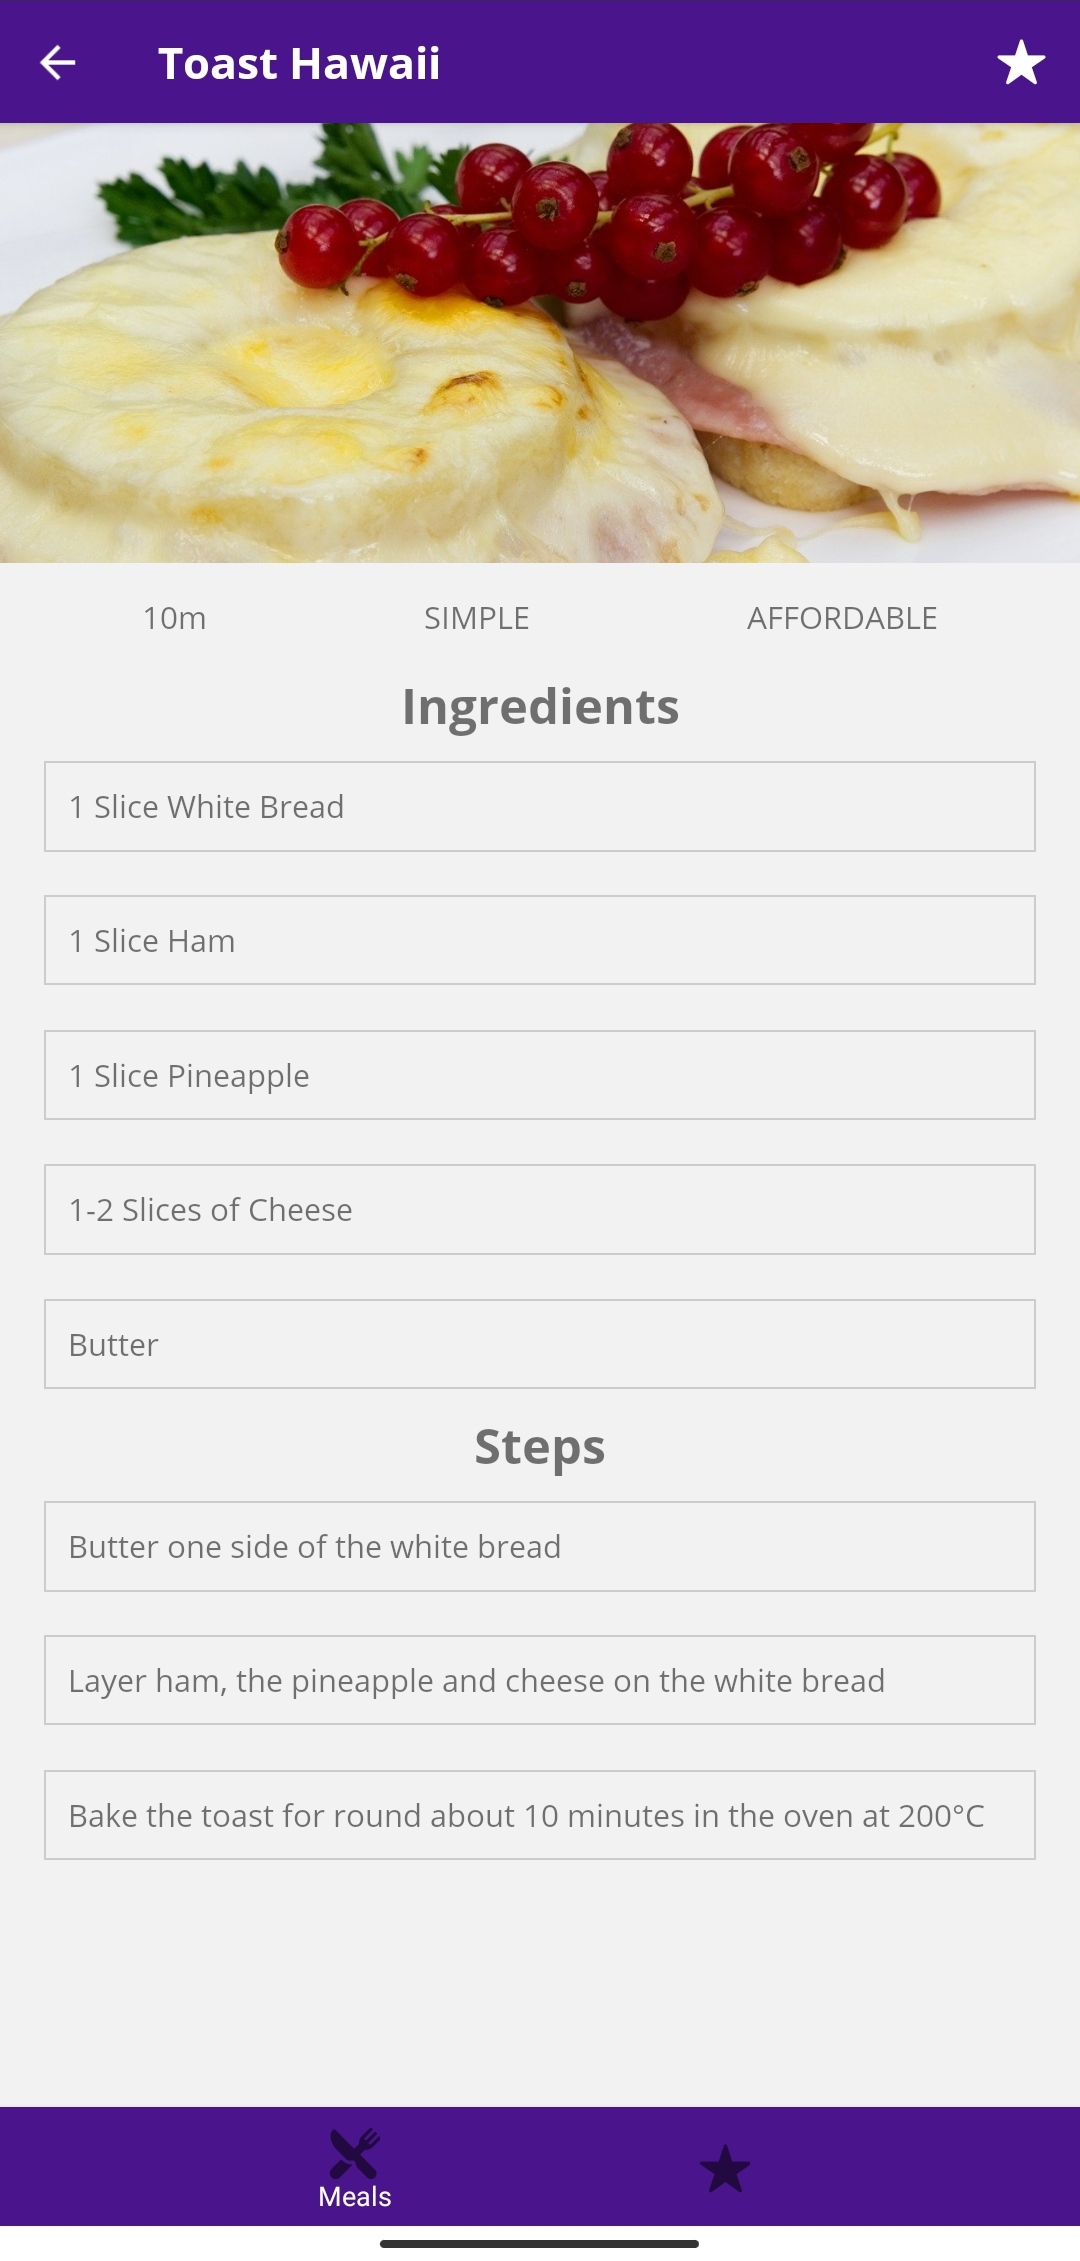 Toast Hawaii
10m SIMPLE AFFORDABLE
Ingredients
1 Slice White Bread
1 Slice Ham
1 Slice Pineapple
1-2 Slices of Cheese
Butter
Steps
Butter one side of the white bread
Layer ham, the pineapple and cheese on the white bread
Bake the toast for round about 10 minutes in the oven at 200°C
Meals